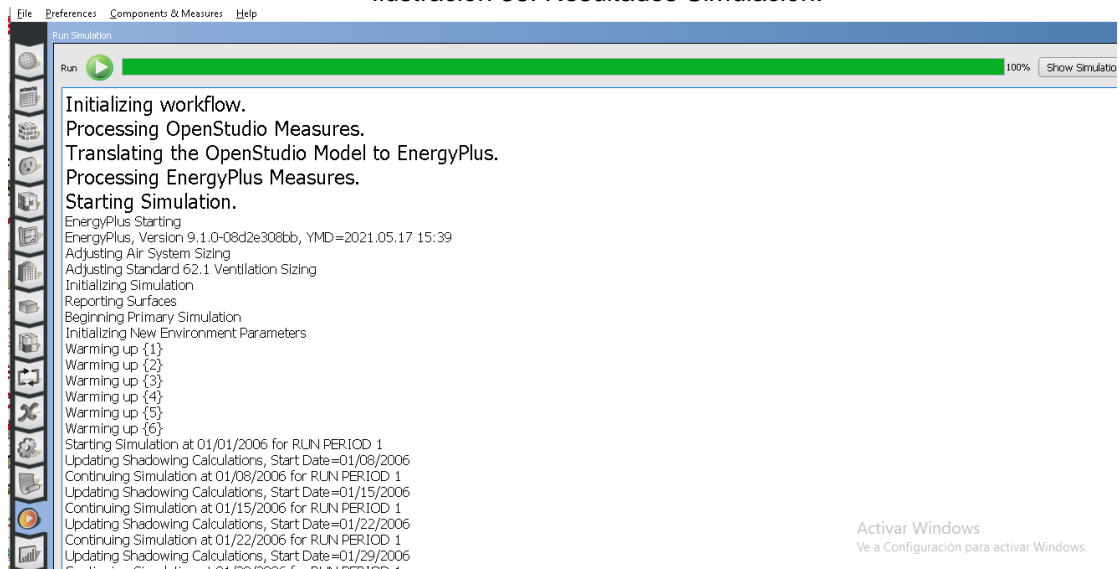 File Preferences Components & Measures Help
Run Simulation
Run 100% Show Simulatio
Initializing workflow.
Processing OpenStudio Measures.
Translating the OpenStudio Model to EnergyPlus.
Processing EnergyPlus Measures.
Starting Simulation.
EnergyPlus Starting
EnergyPlus, Version 9.1.0-08d2e308bb, YMD=2021.05.17 15:39
Adjusting Air System Sizing
Adjusting Standard 62.1 Ventilation Sizing
Initializing Simulation
Reporting Surfaces
Beginning Primary Simulation
Initializing New Environment Parameters
Warming up {1}
Warming up {2}
Warming up {3}
Warming up {4}
Warming up {5}
Warming up {6}
Starting Simulation at 01/01/2006 for RUN PERIOD 1
Updating Shadowing Calculations, Start Date=01/08/2006
Continuing Simulation at 01/08/2006 for RUN PERIOD 1
Updating Shadowing Calculations, Start Date=01/15/2006
Continuing Simulation at 01/15/2006 for RUN PERIOD 1
Updating Shadowing Calculations, Start Date=01/22/2006
Continuing Simulation at 01/22/2006 for RUN PERIOD 1
Updating Shadowing Calculations, Start Date=01/29/2006
Activar Windows
Ve a Configuración para activar Windows.